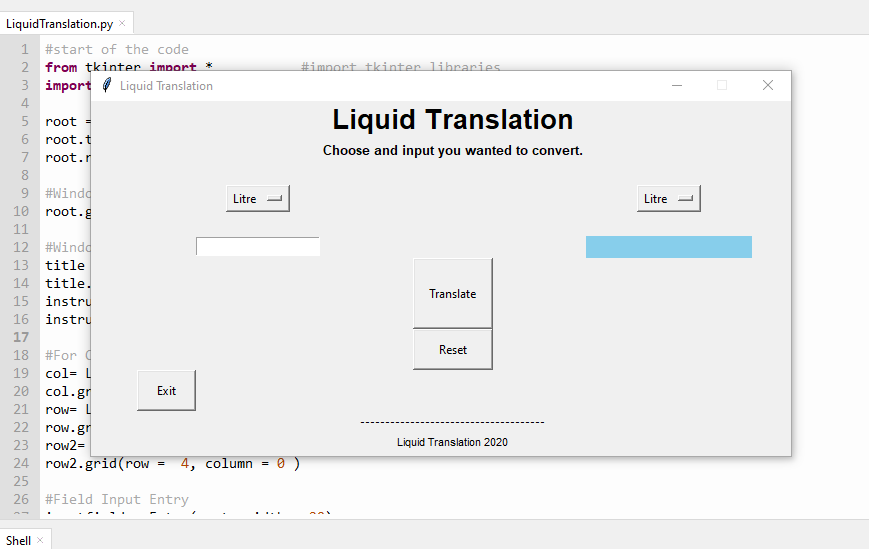 LiquidTranslation.py ×
1 #start of the code
2 from tkinter import * #import tkinter libraries
3 import
4
5 root =
6 root.t
7 root.r
8
9 #Windo
10 root.g
11
12 #Windo
13 title
14 title.
15 instru
16 instru
17
18 #For C
19 col= L
20 col.gr
21 row= L
22 row.gr
23 row2=
24 row2.grid(row = 4, column = 0 )
25
26 #Field Input Entry
Liquid Translation
Liquid Translation
Choose and input you wanted to convert.
Litre Litre
Translate
Reset
Exit
-------------------------------------
Liquid Translation 2020
Shell ×